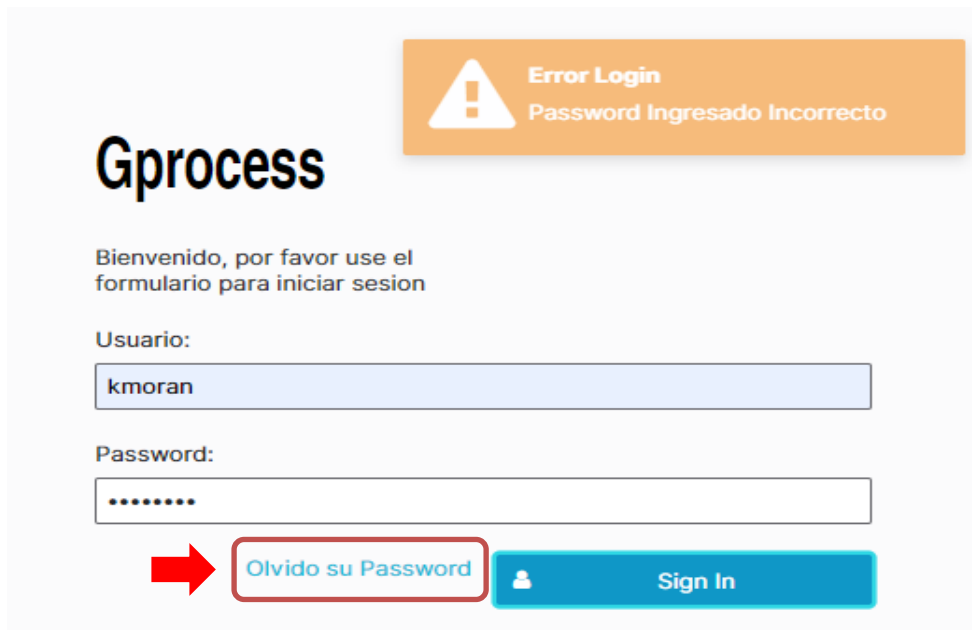 Error Login
Password Ingresado Incorrecto
Gprocess
Bienvenido, por favor use el
formulario para iniciar sesion
Usuario:
kmoran
Password:
••••••••
Olvido su Password
Sign In